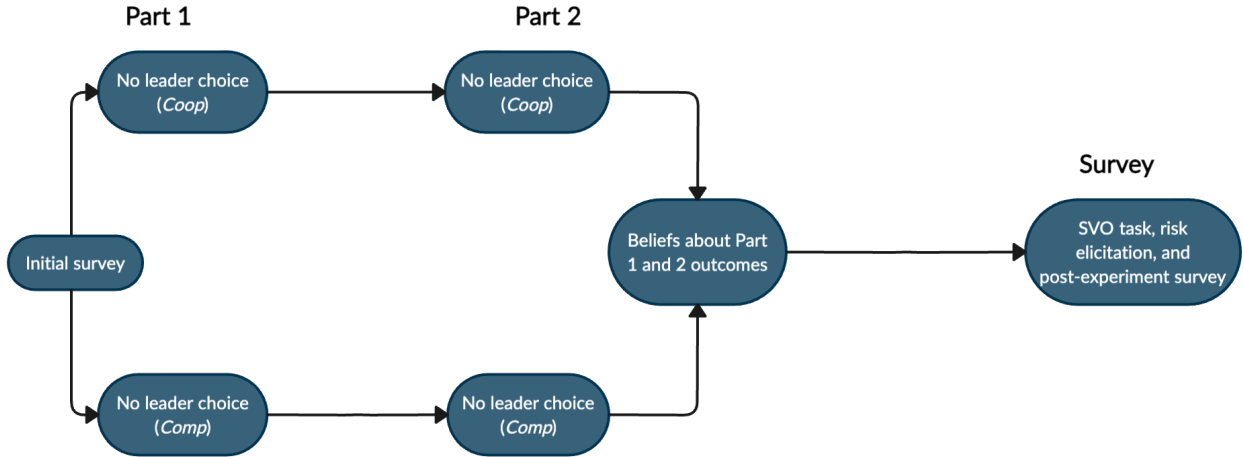 Part 1
Part 2
No leader choice
(Coop)
No leader choice
(Coop)
Survey
Initial survey
Beliefs about Part
1 and 2 outcomes
SVO task, risk
elicitation, and
post-experiment survey
No leader choice
(Comp)
No leader choice
(Comp)